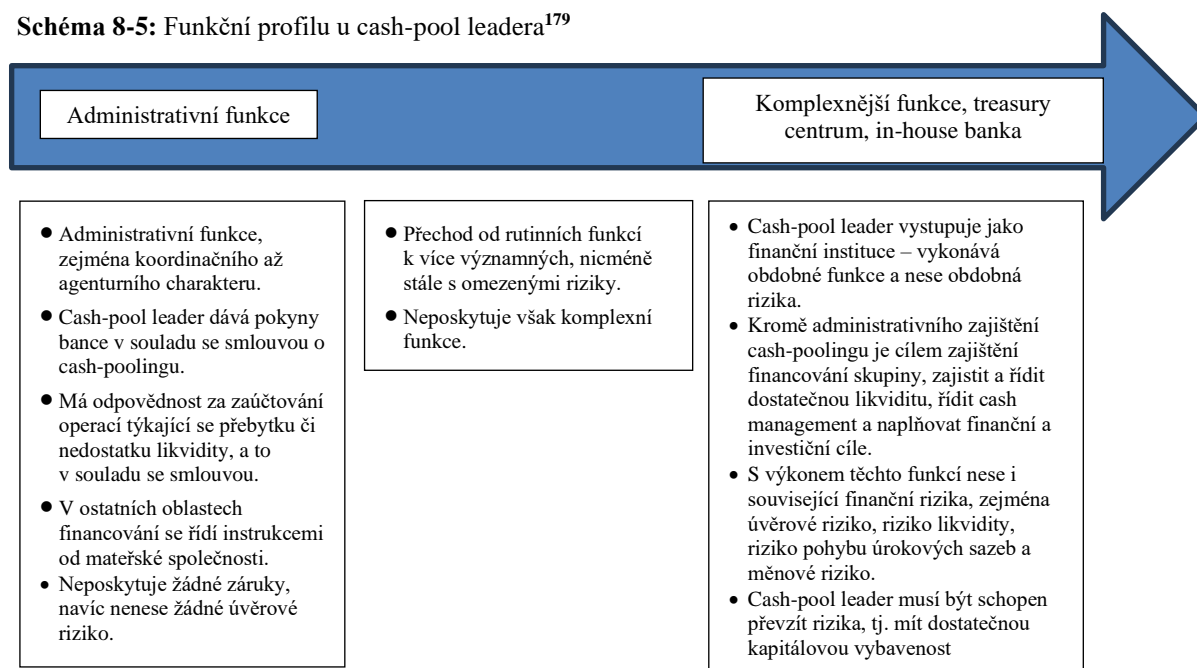 Schéma 8-5: Funkční profilu u cash-pool leadera179
Administrativní funkce
Komplexnější funkce, treasury
centrum, in-house banka
● Administrativní funkce,
zejména koordinačního až
agenturního charakteru.
● Cash-pool leader dává pokyny
bance v souladu se smlouvou o
cash-poolingu.
● Má odpovědnost za zaúčtování
operací týkající se přebytku či
nedostatku likvidity, a to
v souladu se smlouvou.
● V ostatních oblastech
financování se řídí instrukcemi
od mateřské společnosti.
• Neposkytuje žádné záruky,
navíc nenese žádné úvěrové
riziko.
● Přechod od rutinních funkcí
k více významných, nicméně
stále s omezenými riziky.
● Neposkytuje však komplexní
funkce.
• Cash-pool leader vystupuje jako
finanční instituce – vykonává
obdobné funkce a nese obdobná
rizika.
• Kromě administrativního zajištění
cash-poolingu je cílem zajištění
financování skupiny, zajistit a řídit
dostatečnou likviditu, řídit cash
management a naplňovat finanční a
investiční cíle.
• S výkonem těchto funkcí nese i
související finanční rizika, zejména
úvěrové riziko, riziko likvidity,
riziko pohybu úrokových sazeb a
měnové riziko.
• Cash-pool leader musí být schopen
převzít rizika, tj. mít dostatečnou
kapitálovou vybavenost